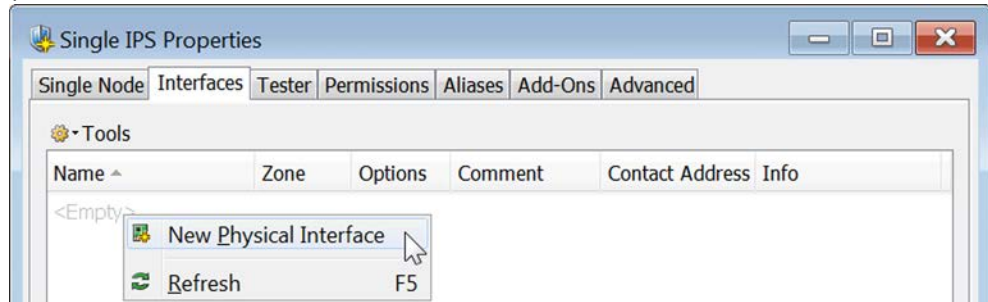 Single IPS Properties
Single Node Interfaces Tester Permissions Aliases Add-Ons Advanced
Tools
Name Zone Options Comment Contact Address Info
<Empty>
New Physical Interface
Refresh F5